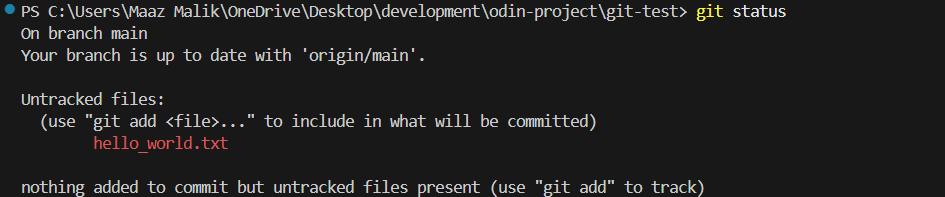 PS C:\Users\Maaz Malik\OneDrive\Desktop\development\odin-project\git-test> git status
On branch main
Your branch is up to date with 'origin/main'.
Untracked files:
(use "git add <file>..." to include in what will be committed)
hello_world.txt
nothing added to commit but untracked files present (use "git add" to track)